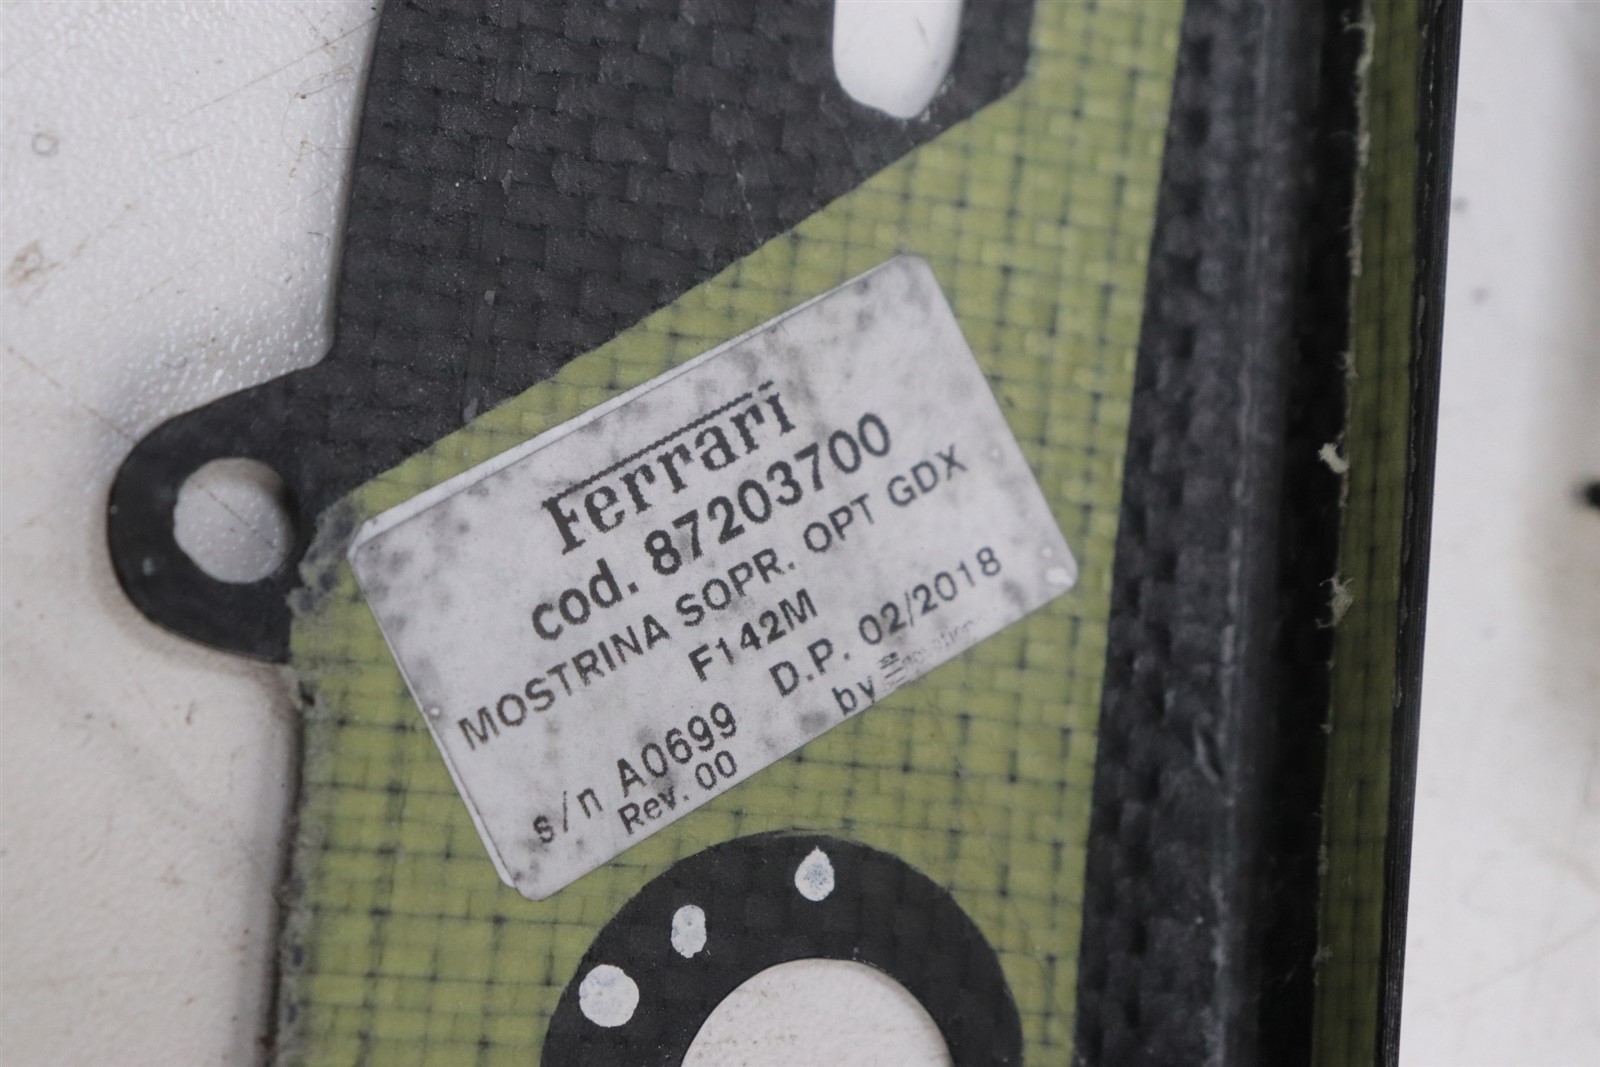 Ferrari
cod. 87203700
MOSTRINA SOPR. OPT GDX
F142M
s/n A0699 D.P. 02/2018
Rev. 00 by